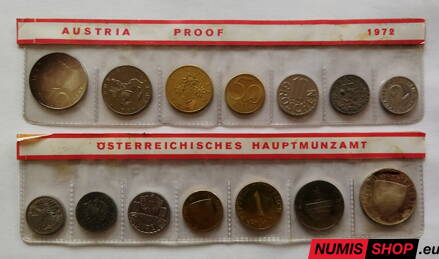 AUSTRIA PROOF 1972
ÖSTERREICHISCHES HAUPTMUNZAMT
NUMIS SHOP.eu